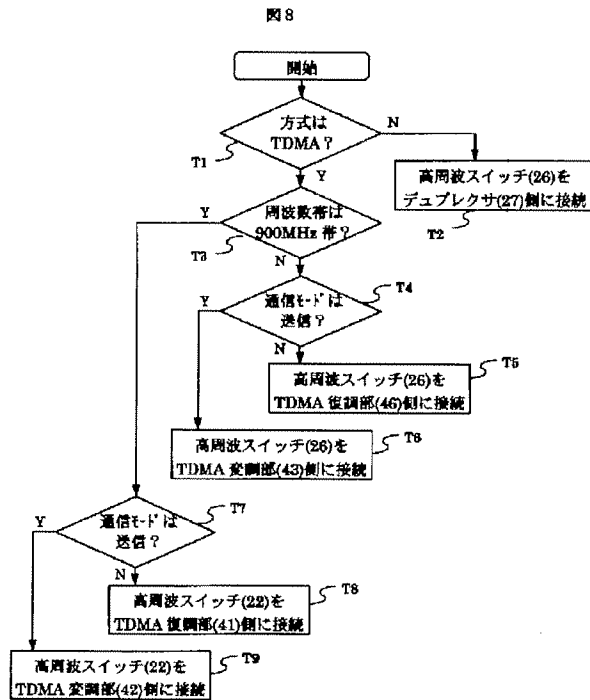 図8
開始
方式は
TDMA?
N
T1
Y
高周波スイッチ(26)を
デュプレクサ(27)側に接続
T2
Y
周波数帯は
900MHz 帯?
T3
N
T4
Y
通信ﾓｰﾄﾞは
送信?
N
T5
高周波スイッチ(26)を
TDMA 復調部(46)側に接続
T6
高周波スイッチ(26)を
TDMA 変調部(43)側に接続
T7
Y
通信ﾓｰﾄﾞは
送信?
N
T8
高周波スイッチ(22)を
TDMA 復調部(41)側に接続
T9
高周波スイッチ(22)を
TDMA 変調部(42)側に接続